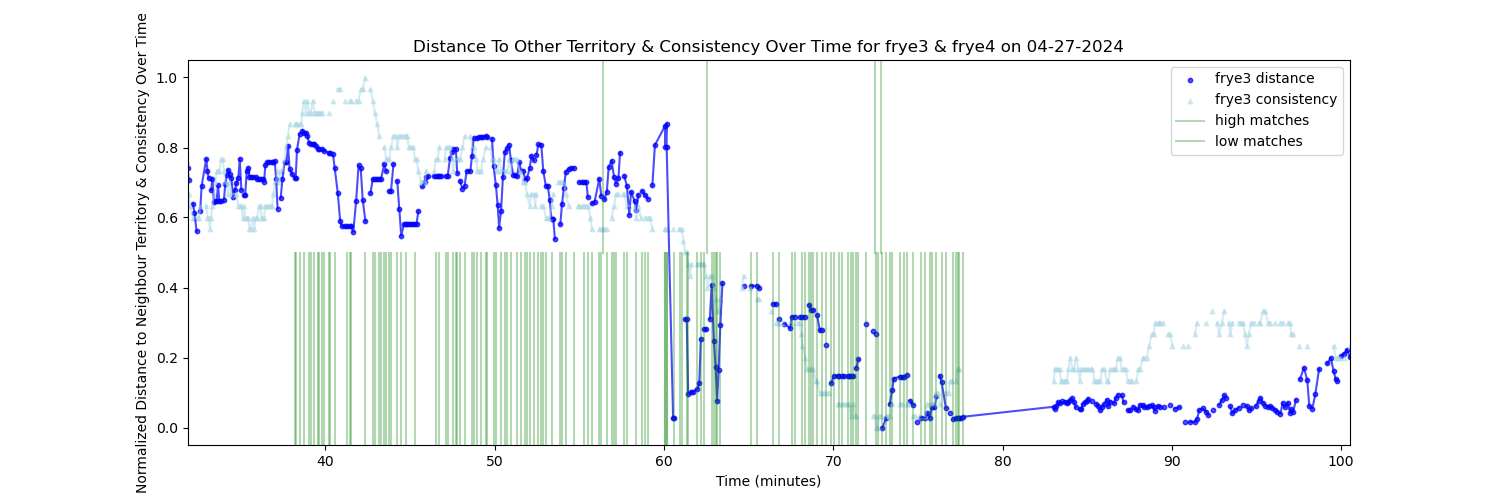 Distance To Other Territory & Consistency Over Time for frye3 & frye4 on 04-27-2024
Normalized Distance to Neighbour Territory & Consistency Over Time
1.0
0.8
0.6
0.4
0.2
0.0
frye3 distance
frye3 consistency
high matches
low matches
40
50
60
70
80
90
100
Time (minutes)